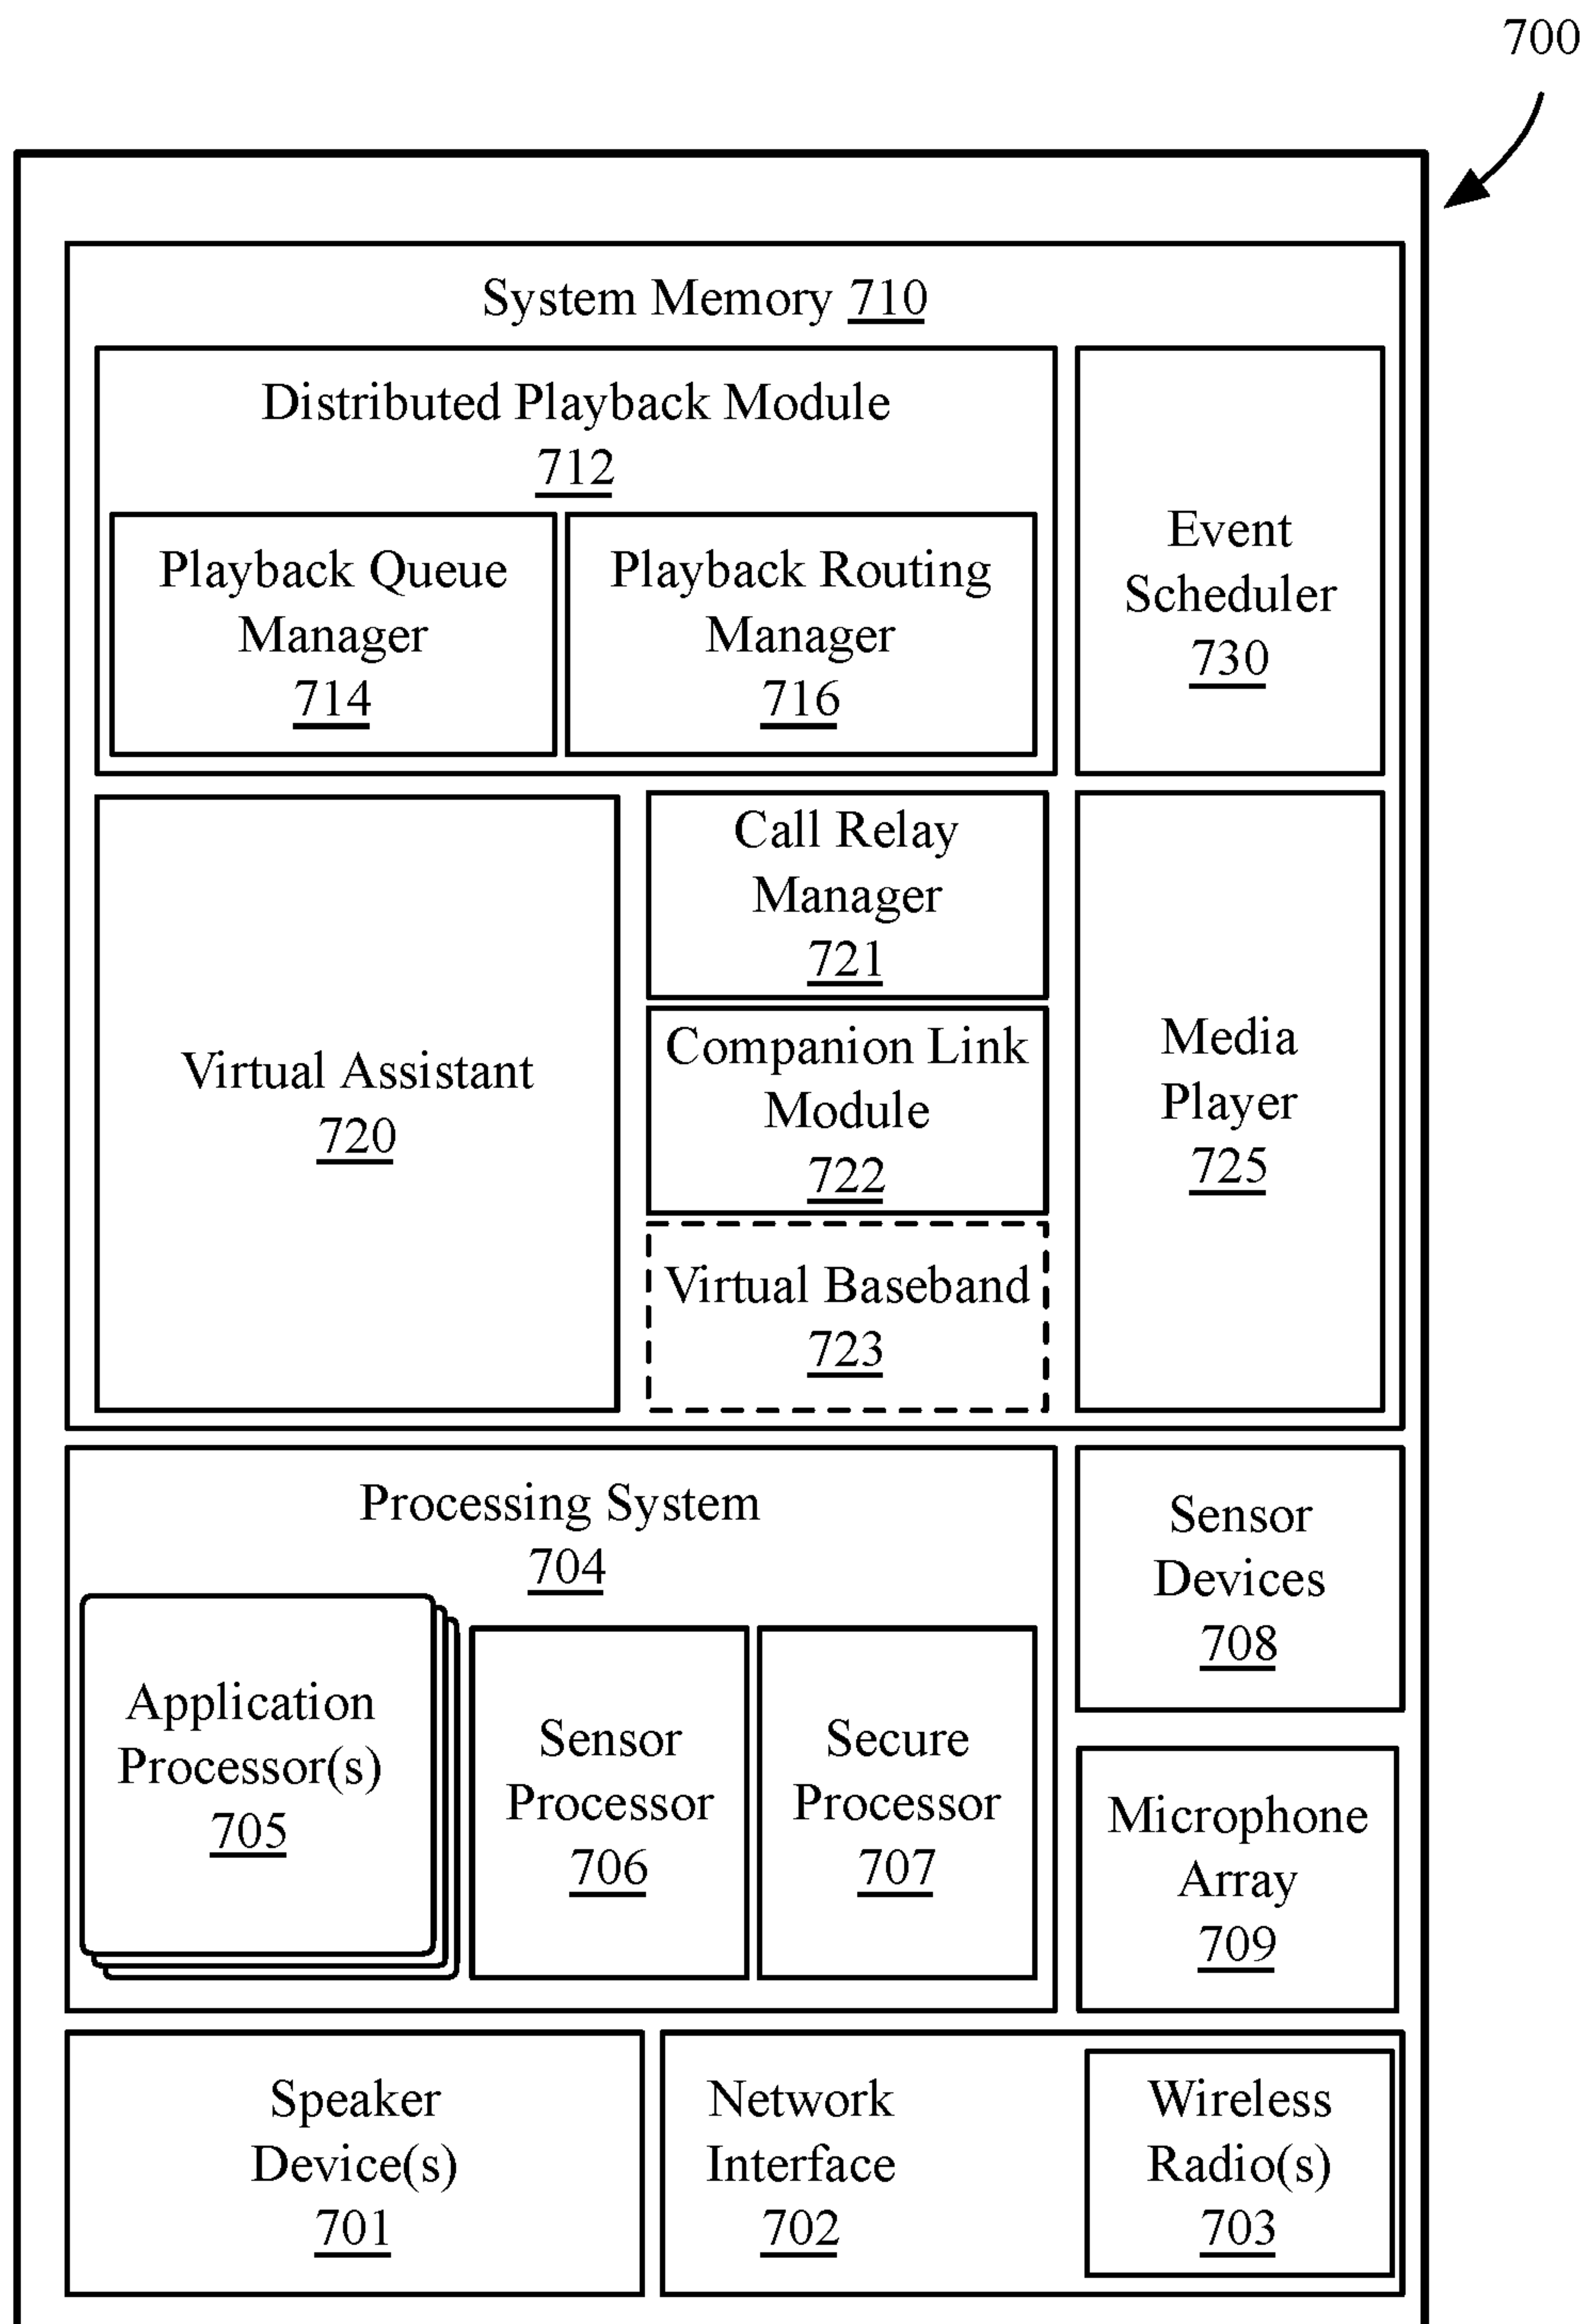 700
System Memory 710
Distributed Playback Module
712
Playback Queue
Manager
714
Playback Routing
Manager
716
Event
Scheduler
730
Virtual Assistant
720
Call Relay
Manager
721
Companion Link
Module
722
Virtual Baseband
723
Media
Player
725
Processing System
704
Application
Processor(s)
705
Sensor
Processor
706
Secure
Processor
707
Sensor
Devices
708
Microphone
Array
709
Speaker
Device(s)
701
Network
Interface
702
Wireless
Radio(s)
703